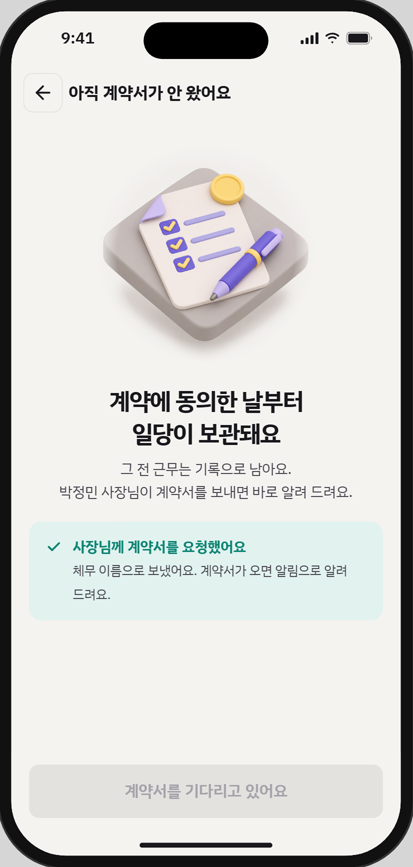 9:41
아직 계약서가 안 왔어요
계약에 동의한 날부터
일당이 보관돼요
그 전 근무는 기록으로 남아요.
박정민 사장님이 계약서를 보내면 바로 알려 드려요.
사장님께 계약서를 요청했어요
체무 이름으로 보냈어요. 계약서가 오면 알림으로 알려
드려요.
계약서를 기다리고 있어요